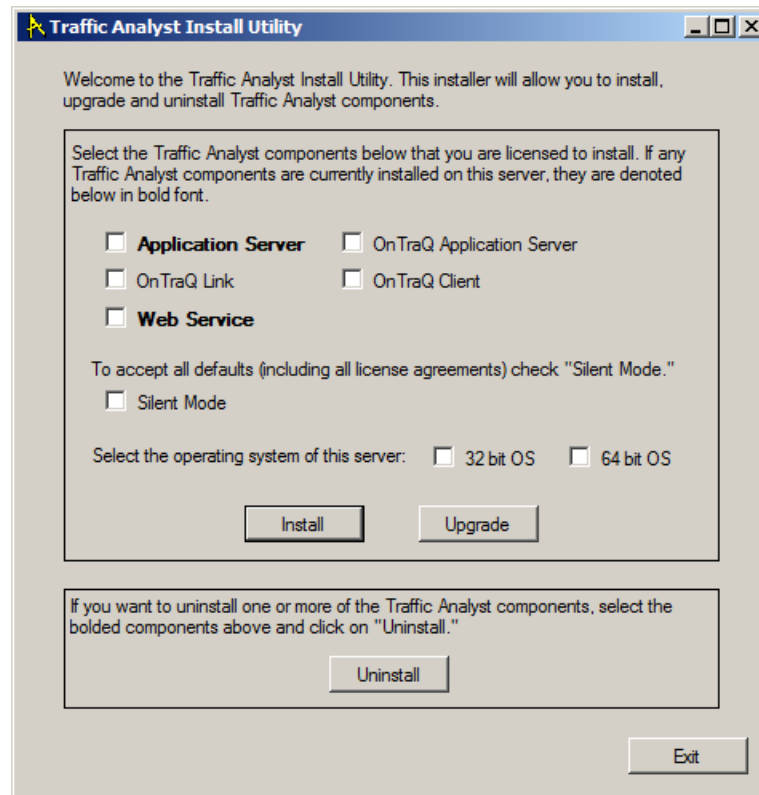 Traffic Analyst Install Utility
Welcome to the Traffic Analyst Install Utility. This installer will allow you to install,
upgrade and uninstall Traffic Analyst components.
Select the Traffic Analyst components below that you are licensed to install. If any
Traffic Analyst components are currently installed on this server, they are denoted
below in bold font.
Application Server OnTraQ Application Server
OnTraQ Link OnTraQ Client
Web Service
To accept all defaults (including all license agreements) check "Silent Mode."
Silent Mode
Select the operating system of this server: 32 bit OS 64 bit OS
Install Upgrade
If you want to uninstall one or more of the Traffic Analyst components, select the
bolded components above and click on "Uninstall."
Uninstall
Exit